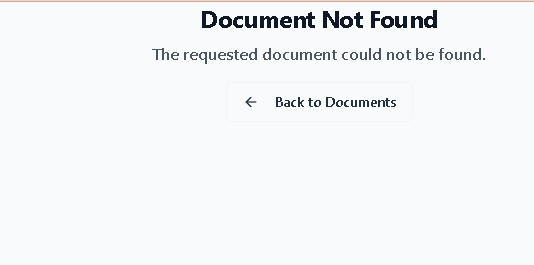 Document Not Found
The requested document could not be found.
Back to Documents